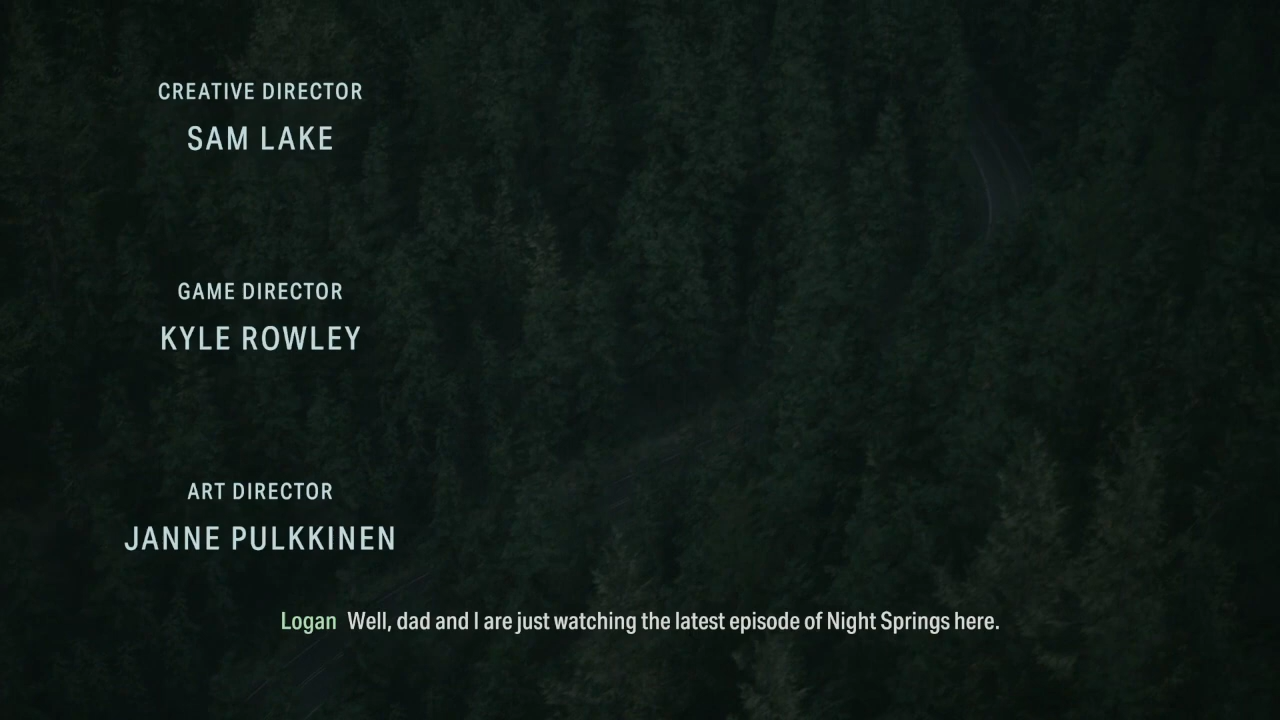 CREATIVE DIRECTOR
SAM LAKE
GAME DIRECTOR
KYLE ROWLEY
ART DIRECTOR
JANNE PULKKINEN
Logan Well, dad and I are just watching the latest episode of Night Springs here.